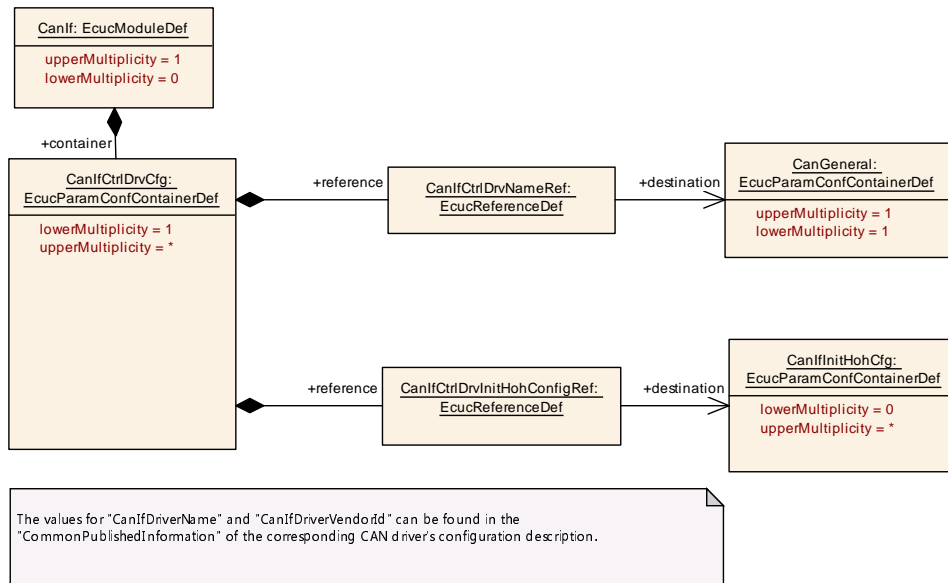 CanIf: EcucModuleDef
upperMultiplicity = 1
lowerMultiplicity = 0
+container
CanIfCtrlDrvCfg:
EcucParamConfContainerDef
lowerMultiplicity = 1
upperMultiplicity = *
+reference
CanIfCtrlDrvNameRef:
EcucReferenceDef
+destination
CanGeneral:
EcucParamConfContainerDef
upperMultiplicity = 1
lowerMultiplicity = 1
+reference
CanIfCtrlDrvInitHohConfigRef:
EcucReferenceDef
+destination
CanIfInitHohCfg:
EcucParamConfContainerDef
lowerMultiplicity = 0
upperMultiplicity = *
The values for "CanIfDriverName" and "CanIfDriverVendorId" can be found in the
"CommonPublishedInformation" of the corresponding CAN driver's configuration description.